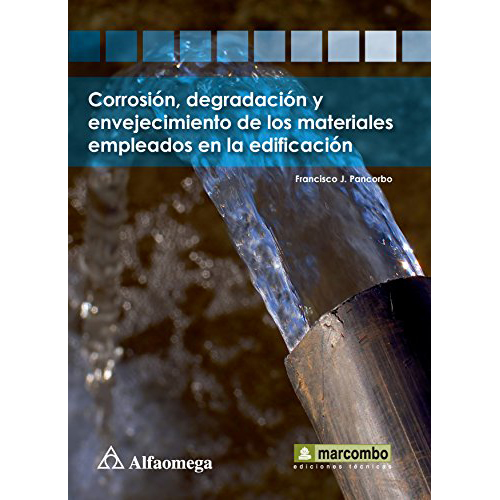 Corrosión, degradación y
envejecimiento de los materiales
empleados en la edificación
Francisco J. Pancorbo
Alfaomega
marcombo
ediciones técnicas